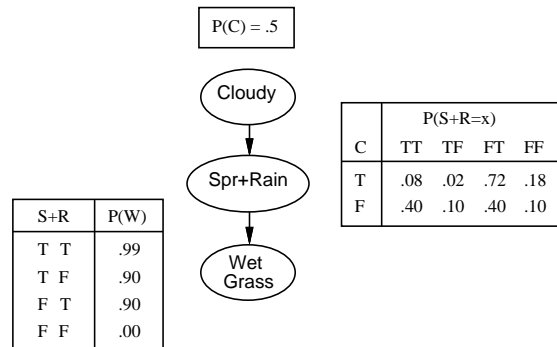 P(C) = .5
Cloudy
Spr+Rain
Wet
Grass
P(S+R=x)
C TT TF FT FF
T .08 .02 .72 .18
F .40 .10 .40 .10
S+R P(W)
T T .99
T F .90
F T .90
F F .00